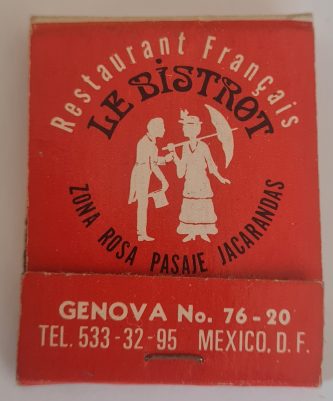 Restaurant Français
LE BISTROT
ZONA ROSA PASAJE JACARANDAS
GENOVA No. 76-20
TEL. 533-32-95 MEXICO, D. F.